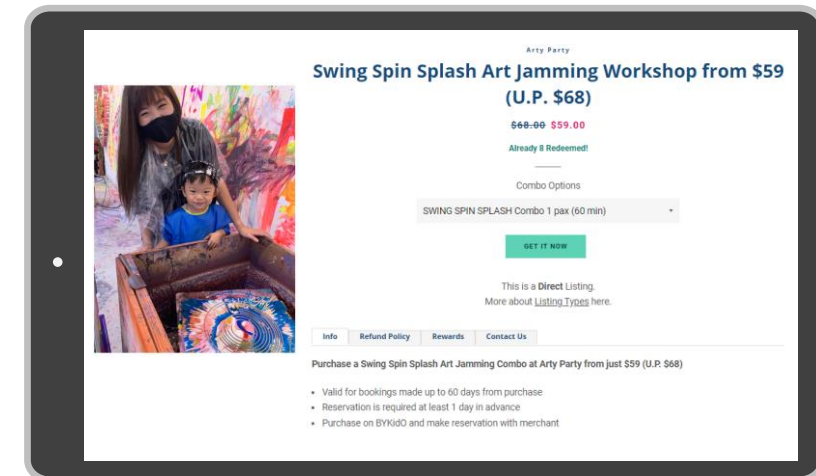 Arty Party
Swing Spin Splash Art Jamming Workshop from $59
(U.P. $68)
$68.00 $59.00
Already 8 Redeemed!
Combo Options
SWING SPIN SPLASH Combo 1 pax (60 min)
GET IT NOW
This is a Direct Listing.
More about Listing Types here.
Info Refund Policy Rewards Contact Us
Purchase a Swing Spin Splash Art Jamming Combo at Arty Party from just $59 (U.P. $68)
• Valid for bookings made up to 60 days from purchase
• Reservation is required at least 1 day in advance
• Purchase on BYKidO and make reservation with merchant